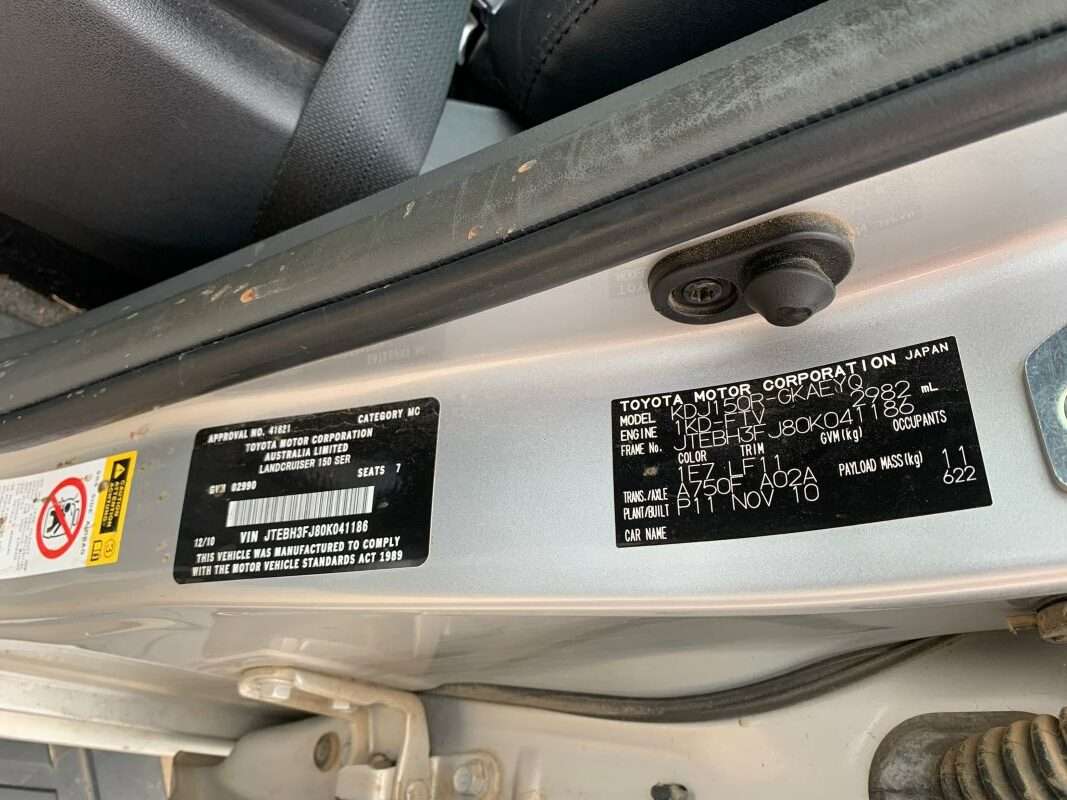 APPROVAL NO. 41621 CATEGORY MC
TOYOTA MOTOR CORPORATION
AUSTRALIA LIMITED
LANDCRUISER 150 SER
SEATS 7
GVM 02990
12/10 VIN JTEBH3FJ80K041186
THIS VEHICLE WAS MANUFACTURED TO COMPLY
WITH THE MOTOR VEHICLE STANDARDS ACT 1989
TOYOTA MOTOR CORPORATION JAPAN
MODEL KDJ150R-GKAEYQ
ENGINE 1KD-FTV 2982 mL
FRAME No. JTEBH3FJ80K041186
COLOR TRIM GVM(kg) OCCUPANTS
1E7 LF11
TRANS./AXLE A750F A02A PAYLOAD MASS(kg) 11
PLANT/BUILT P11 NOV 10 622
CAR NAME
SIDE AIRBAG